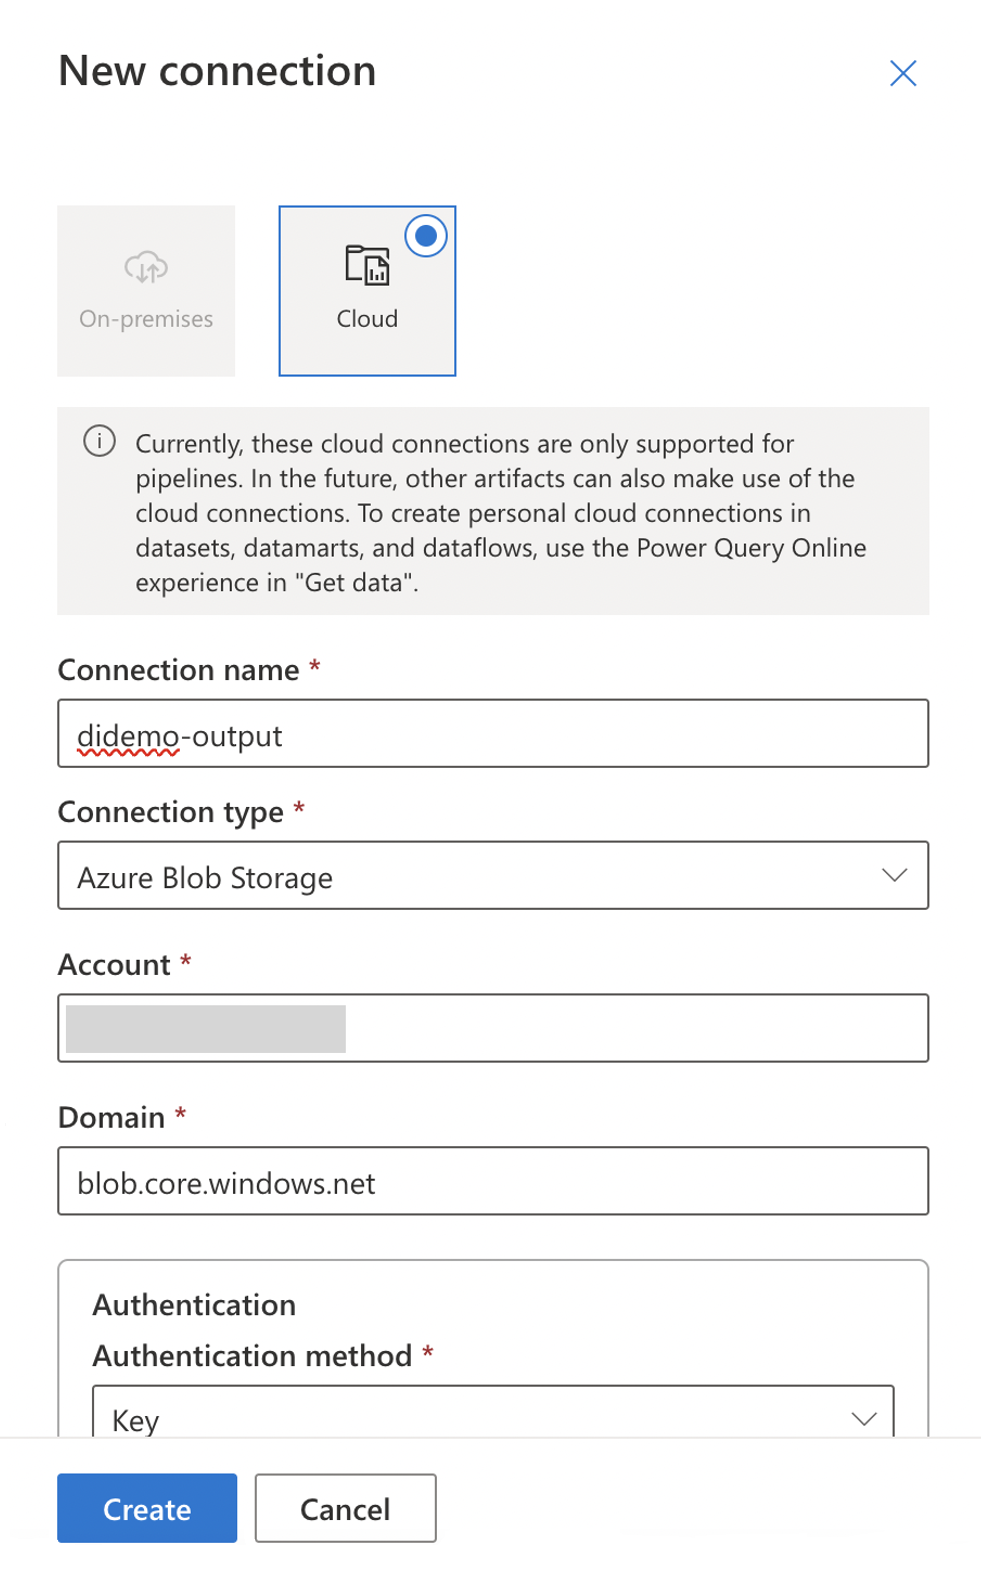 New connection
On-premises
Cloud
Currently, these cloud connections are only supported for
pipelines. In the future, other artifacts can also make use of the
cloud connections. To create personal cloud connections in
datasets, datamarts, and dataflows, use the Power Query Online
experience in "Get data".
Connection name *
didemo-output
Connection type *
Azure Blob Storage
Account *
Domain *
blob.core.windows.net
Authentication
Authentication method *
Key
Create
Cancel